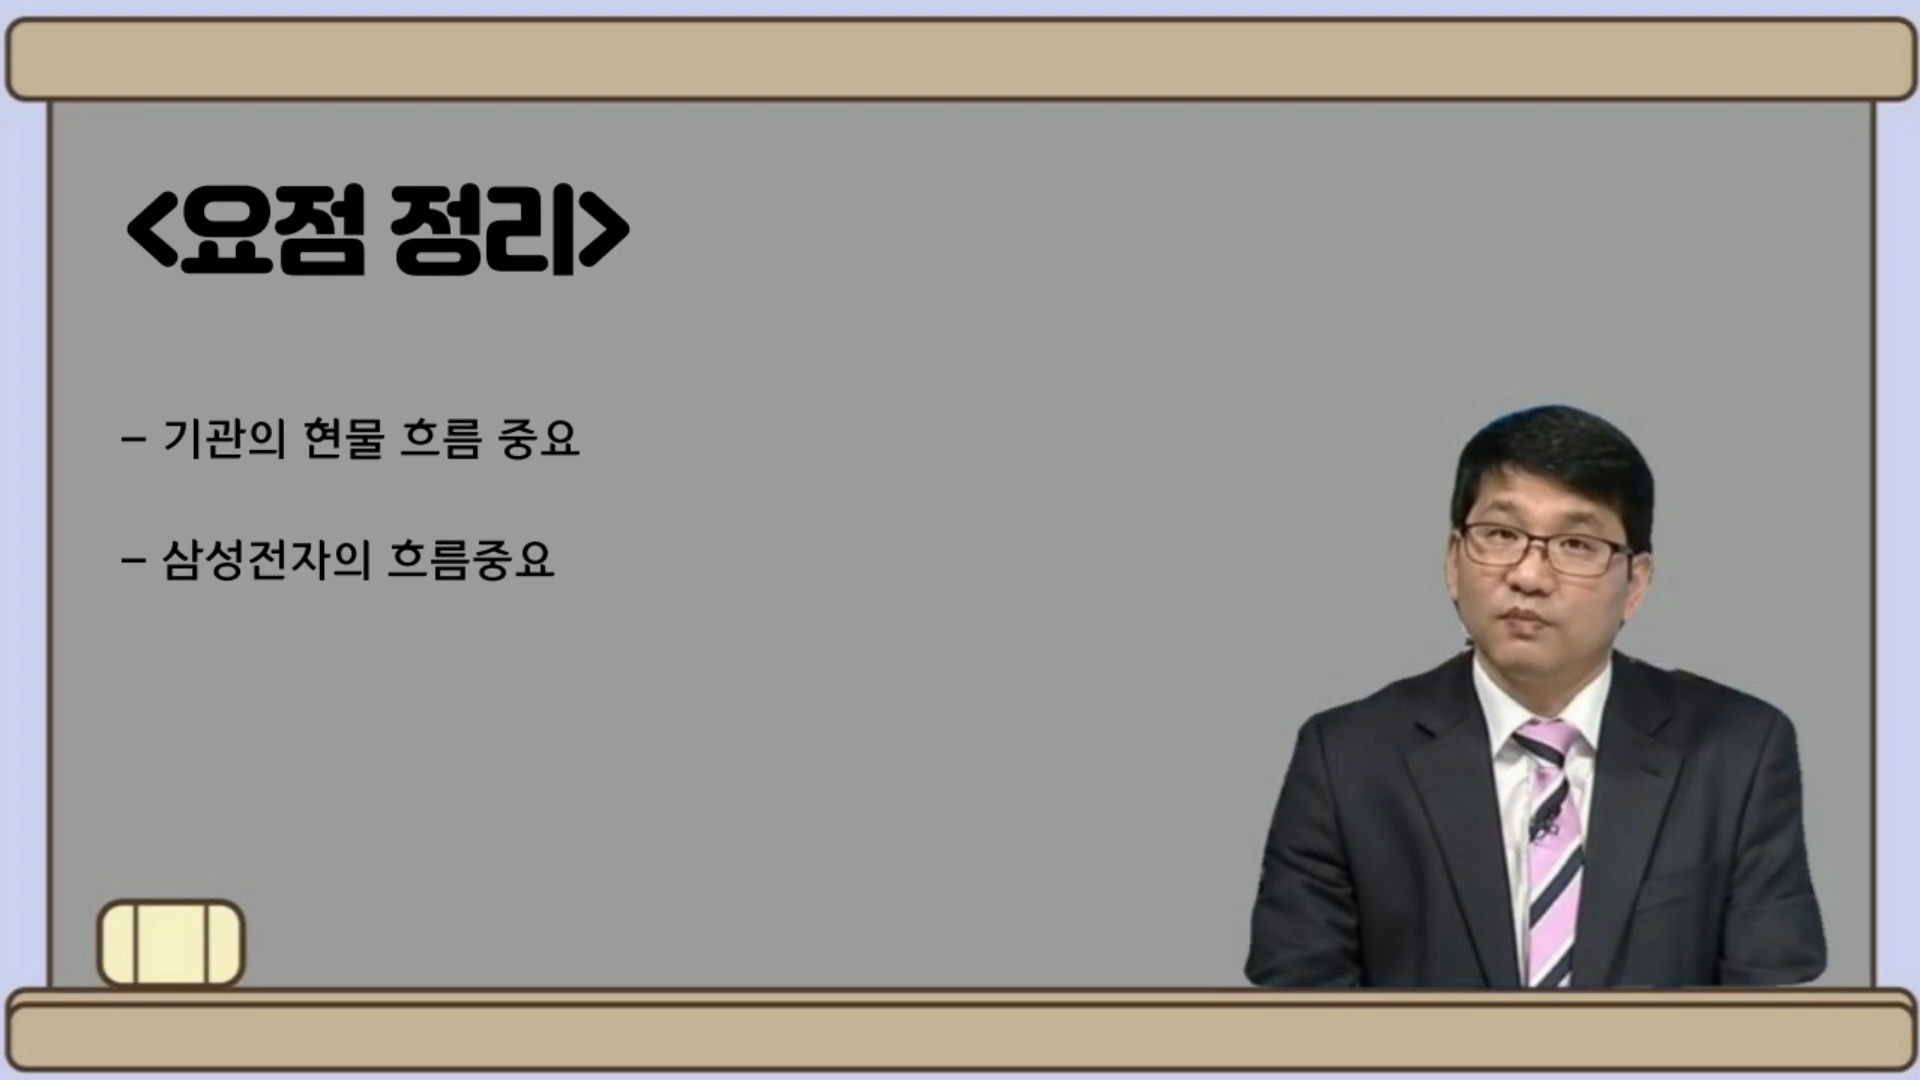 <요점 정리>
- 기관의 현물 흐름 중요
- 삼성전자의 흐름중요